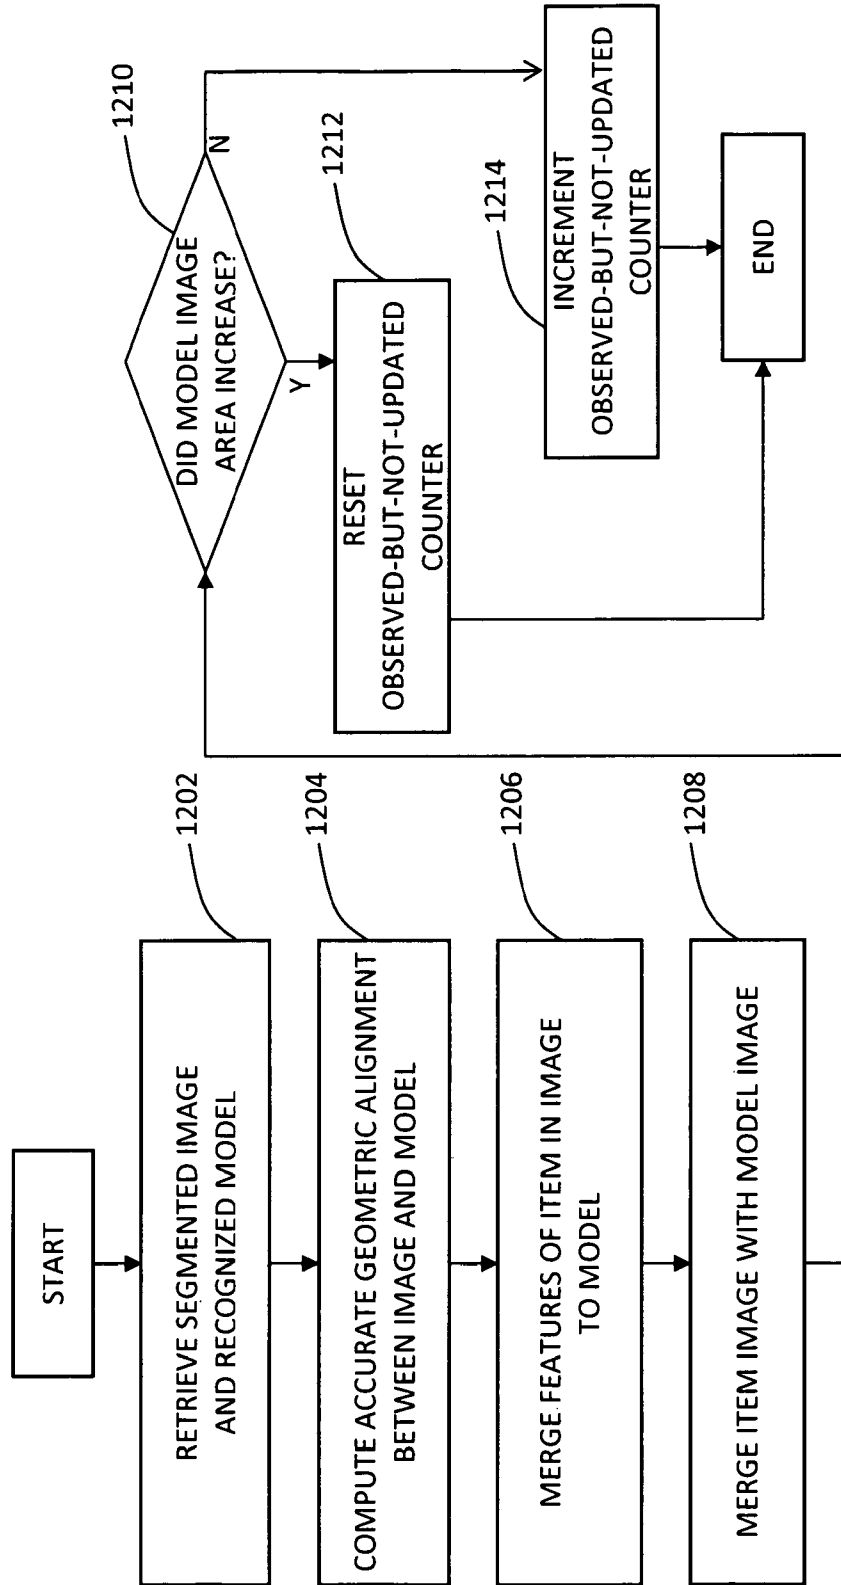 START
RETRIEVE SEGMENTED IMAGE
AND RECOGNIZED MODEL
1202
COMPUTE ACCURATE GEOMETRIC ALIGNMENT
BETWEEN IMAGE AND MODEL
1204
MERGE FEATURES OF ITEM IN IMAGE
TO MODEL
1206
MERGE ITEM IMAGE WITH MODEL IMAGE
1208
DID MODEL IMAGE
AREA INCREASE?
1210
Y
N
RESET
OBSERVED-BUT-NOT-UPDATED
COUNTER
1212
INCREMENT
OBSERVED-BUT-NOT-UPDATED
COUNTER
1214
END